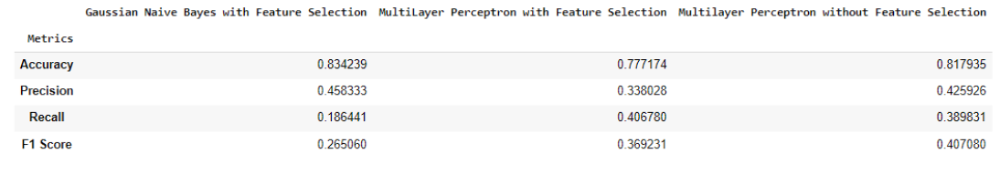 Gaussian Naive Bayes with Feature Selection MultiLayer Perceptron with Feature Selection Multilayer Perceptron without Feature Selection
Metrics
Accuracy 0.834239 0.777174 0.817935
Precision 0.458333 0.338028 0.425926
Recall 0.186441 0.406780 0.389831
F1 Score 0.265060 0.369231 0.407080